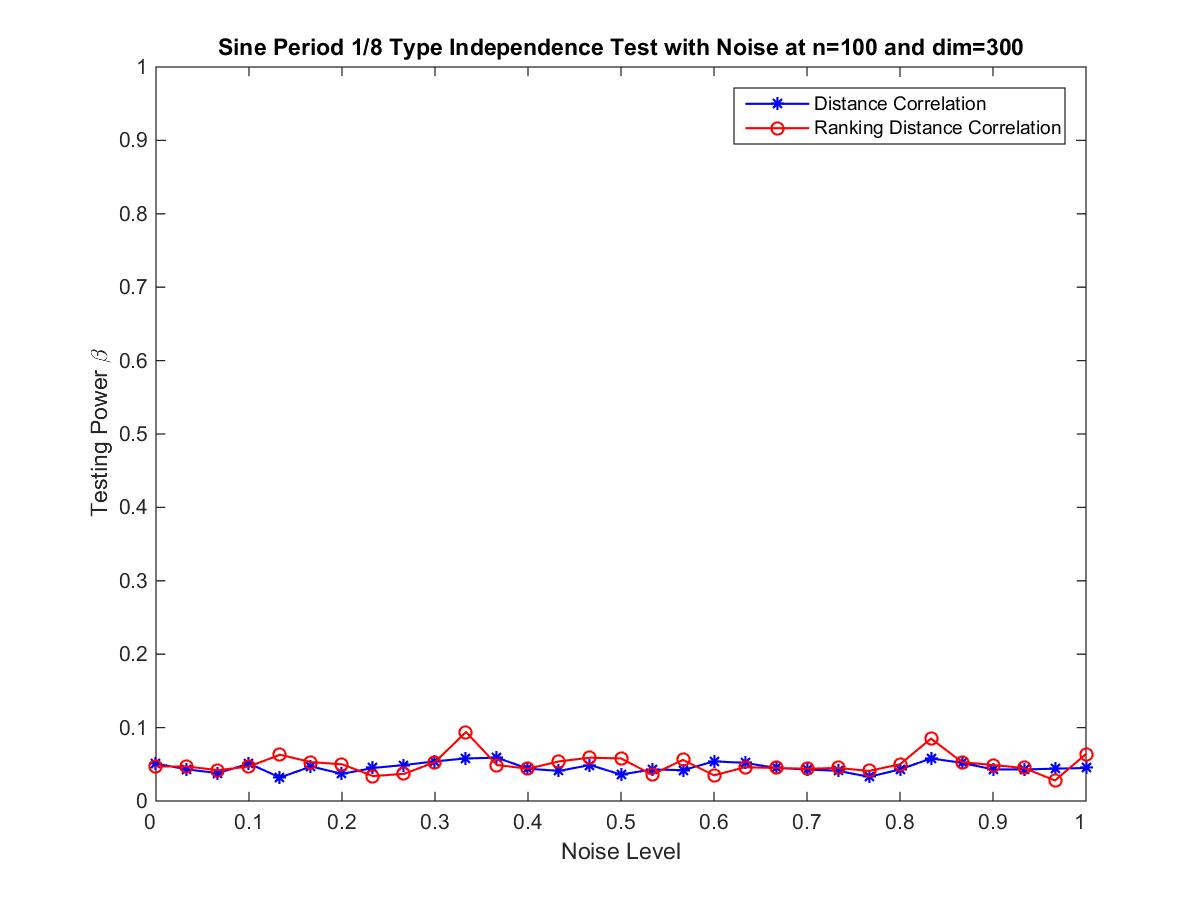 Sine Period 1/8 Type Independence Test with Noise at n=100 and dim=300
Distance Correlation
Ranking Distance Correlation
1
0.9
0.8
0.7
0.6
0.5
0.4
0.3
0.2
0.1
0
Testing Power β
0 0.1 0.2 0.3 0.4 0.5 0.6 0.7 0.8 0.9 1
Noise Level